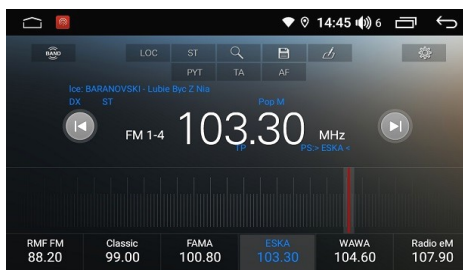 14:45 6
BAND LOC ST
PYT TA AF
Ice: BARANOVSKI - Lubie Byc Z Nia
DX ST Pop M
FM 1-4 103.30 MHz
TP PS:> ESKA <
RMF FM Classic FAMA ESKA WAWA Radio eM
88.20 99.00 100.80 103.30 104.60 107.90